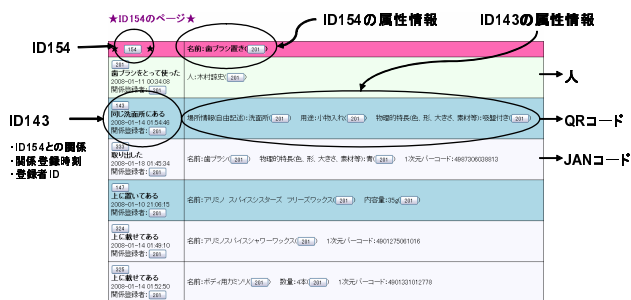 ★ID154のページ★
ID154の属性情報
ID143の属性情報
ID154
★ 154 ★
名前:歯ブラシ置き( 201 )
201
歯ブラシをとって使った
2008-01-11 00:34:08
関係登録者: 201
人:木村諒史( 201 )
人
ID143
・ID154との関係
・関係登録時刻
・登録者ID
143
同じ洗面所にある
2008-01-14 01:54:46
関係登録者: 201
場所情報(自由記述):洗面所( 201 ) 用途:小物入れ( 201 ) 物理的特長(色、形、大きさ、素材等):吸盤付き( 201 )
QRコード
333
取り出した
2008-01-18 01:45:34
関係登録者: 201
名前:歯ブラシ( 201 ) 物理的特長(色、形、大きさ、素材等):青( 201 ) 1次元バーコード:4987306038813
JANコード
147
上に置いてある
2008-01-10 21:06:15
関係登録者: 201
名前:アリミノ スパイスシスターズ フリーズワックス( 201 ) 内容量:35g( 201 )
324
上に載せてある
2008-01-14 01:49:10
関係登録者: 201
名前:アリミノスパイスシャワーワックス( 201 ) 1次元バーコード:4901275061016
325
上に載せてある
2008-01-14 01:52:50
関係登録者: 201
名前:ボディ用カミソリ( 201 ) 数量:4本( 201 ) 1次元バーコード:4901331012778